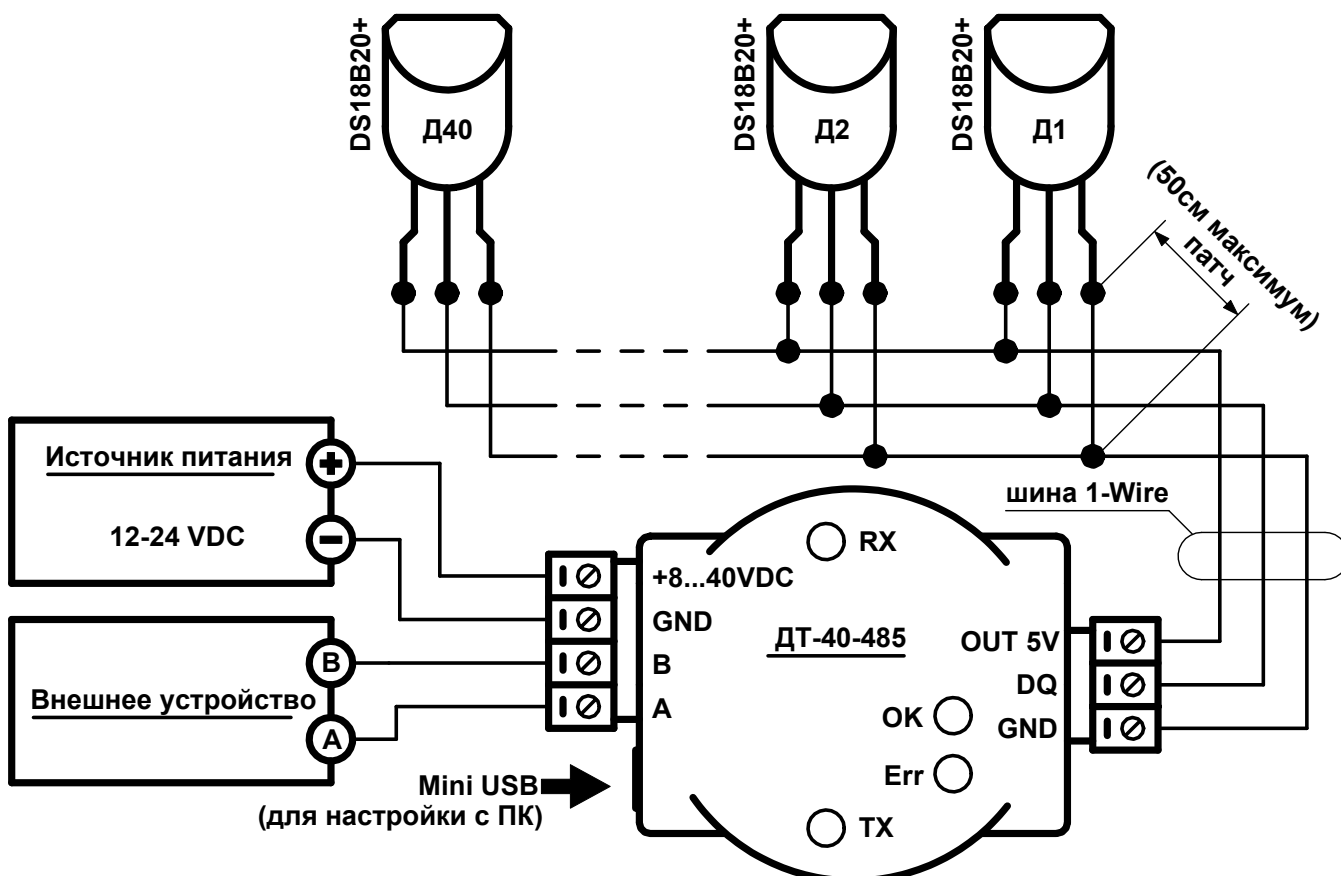 DS18B20+
Д40
DS18B20+
Д2
DS18B20+
Д1
(50см максимум)
патч
Источник питания
+
12-24 VDC
−
шина 1-Wire
RX
+8...40VDC
GND
B
A
ДТ-40-485
OUT 5V
DQ
GND
OK
Err
TX
B
Внешнее устройство
A
Mini USB
(для настройки с ПК)